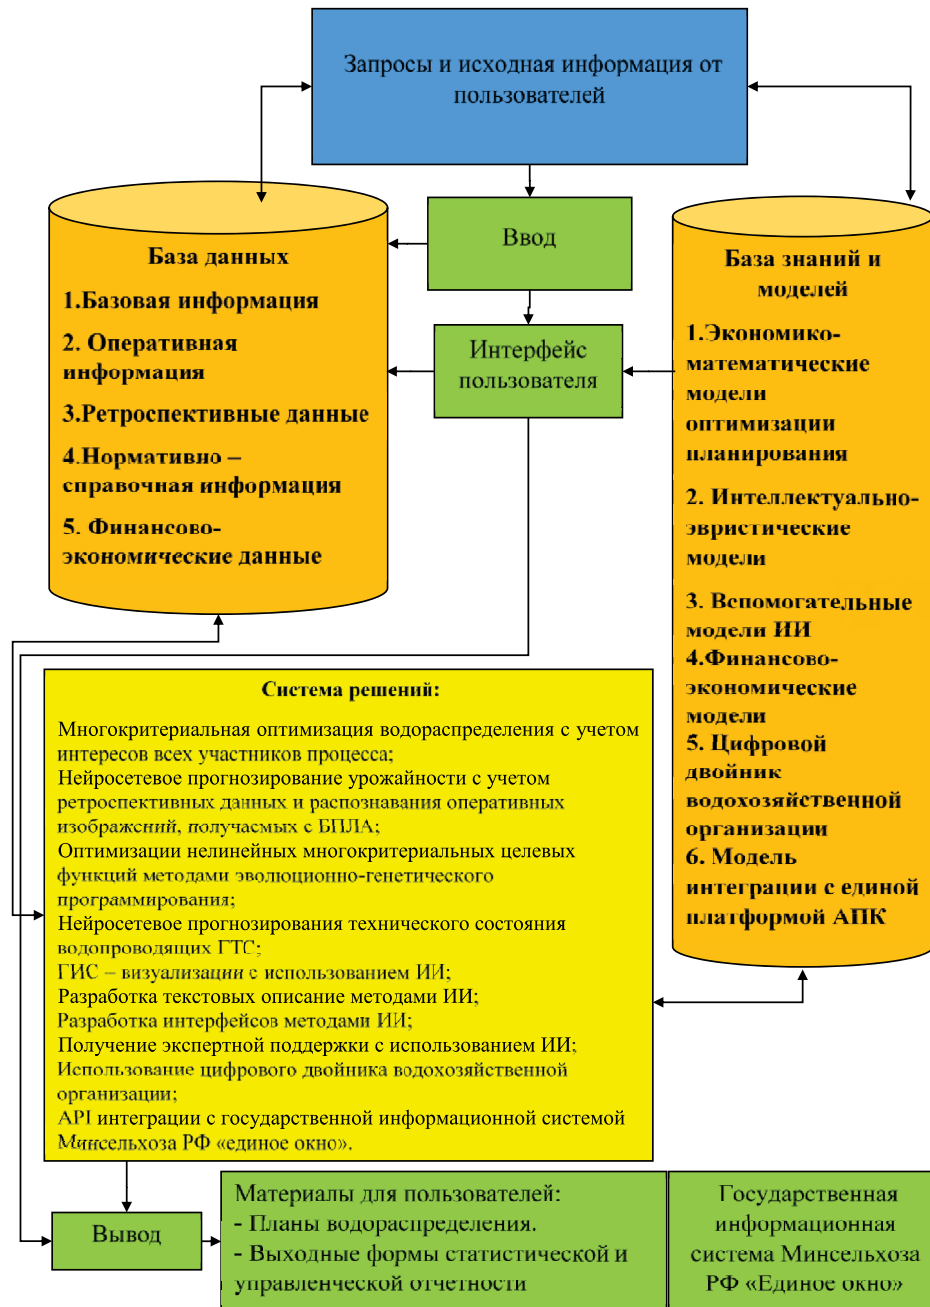 Запросы и исходная информация от
пользователей
Ввод
База данных
1.Базовая информация
2. Оперативная
информация
3.Ретроспективные данные
4.Нормативно –
справочная информация
5. Финансово-
экономические данные
Интерфейс
пользователя
База знаний и
моделей
1.Экономико-
математические
модели
оптимизации
планирования
2. Интеллектуально-
эвристические
модели
3. Вспомогательные
модели ИИ
4.Финансово-
экономические
модели
5. Цифровой
двойник
водохозяйственной
организации
6. Модель
интеграции с единой
платформой АПК
Система решений:
Многокритериальная оптимизация водораспределения с учетом
интересов всех участников процесса;
Нейросетевое прогнозирование урожайности с учетом
ретроспективных данных и распознавания оперативных
изображений, получаемых с БПЛА;
Оптимизации нелинейных многокритериальных целевых
функций методами эволюционно-генетического
программирования;
Нейросетевое прогнозирования технического состояния
водопроводящих ГТС;
ГИС – визуализации с использованием ИИ;
Разработка текстовых описание методами ИИ;
Разработка интерфейсов методами ИИ;
Получение экспертной поддержки с использованием ИИ;
Использование цифрового двойника водохозяйственной
организации;
API интеграции с государственной информационной системой
Минсельхоза РФ «единое окно».
Вывод
Материалы для пользователей:
- Планы водораспределения.
- Выходные формы статистической и
управленческой отчетности
Государственная
информационная
система Минсельхоза
РФ «Единое окно»